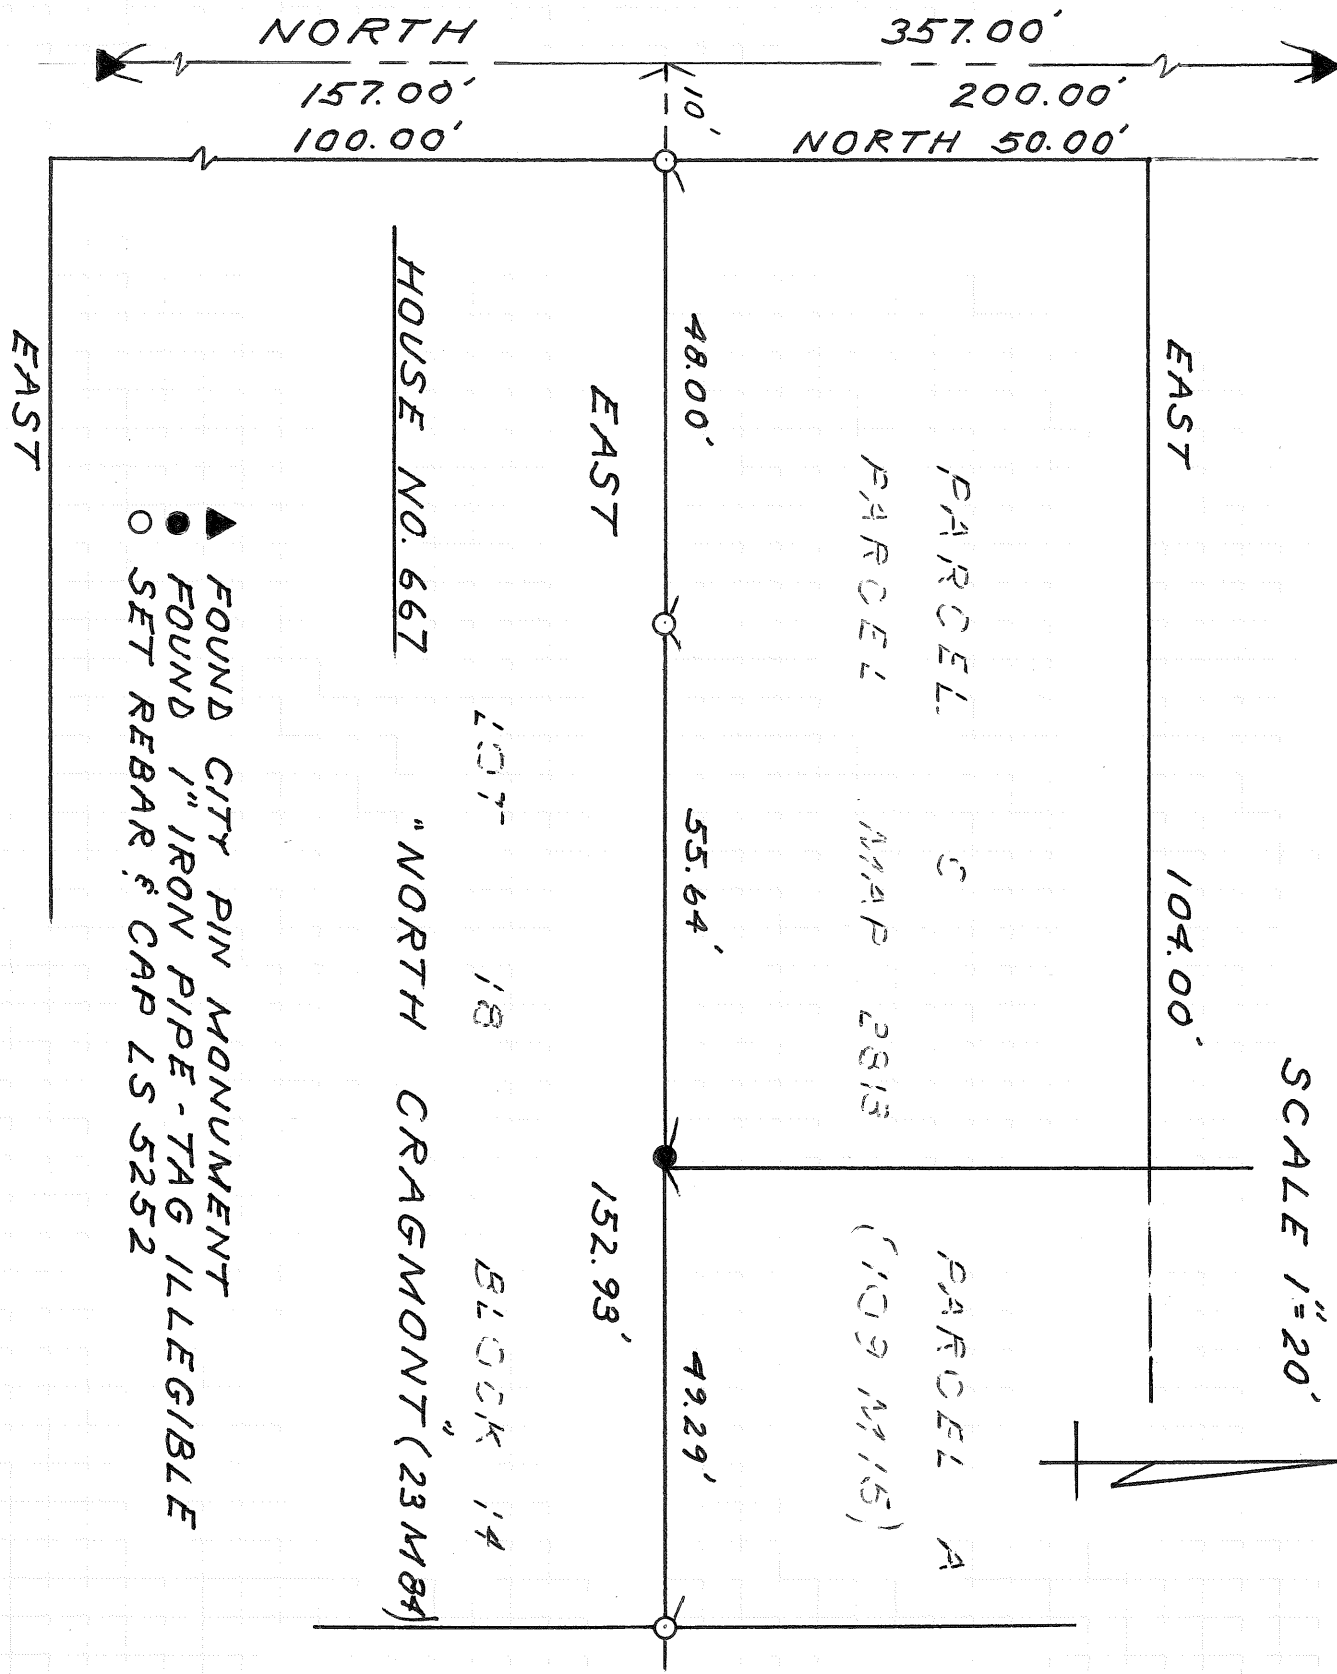 NORTH 357.00'
157.00' 200.00'
10'
100.00' NORTH 50.00'
SCALE 1"=20'
EAST 104.00'
PARCEL C PARCEL A
PARCEL MAP 2813 (109 M 15)
48.00' 55.64' 49.29'
EAST 152.93'
LOT 18 BLOCK 14
HOUSE NO. 667 "NORTH CRAGMONT" (23 M 84)
▲ FOUND CITY PIN MONUMENT
● FOUND 1" IRON PIPE - TAG ILLEGIBLE
○ SET REBAR & CAP LS 5252
EAST